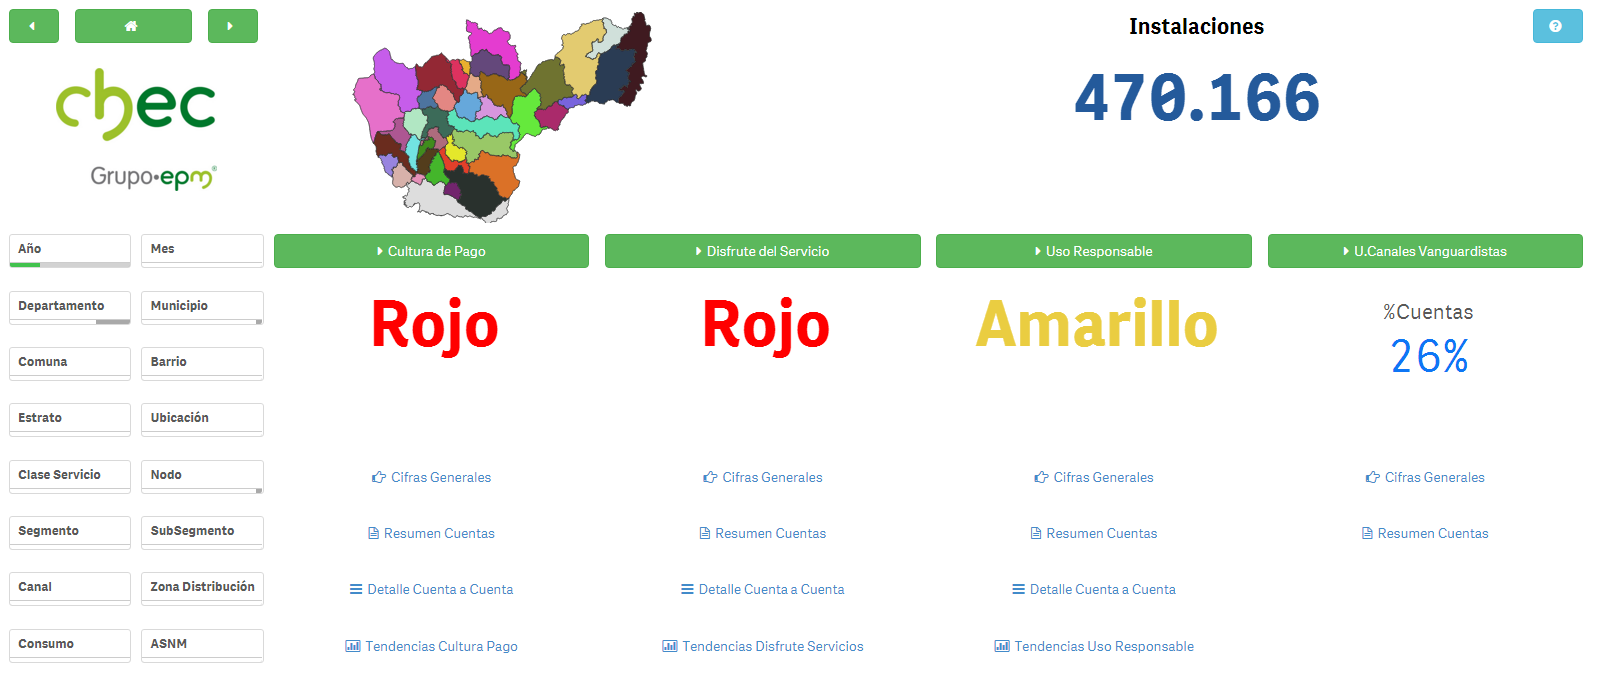 Instalaciones
470.166
chec
Grupo·epm®
Año
Mes
Departamento
Municipio
Comuna
Barrio
Estrato
Ubicación
Clase Servicio
Nodo
Segmento
SubSegmento
Canal
Zona Distribución
Consumo
ASNM
Cultura de Pago
Rojo
Cifras Generales
Resumen Cuentas
Detalle Cuenta a Cuenta
Tendencias Cultura Pago
Disfrute del Servicio
Rojo
Cifras Generales
Resumen Cuentas
Detalle Cuenta a Cuenta
Tendencias Disfrute Servicios
Uso Responsable
Amarillo
Cifras Generales
Resumen Cuentas
Detalle Cuenta a Cuenta
Tendencias Uso Responsable
U.Canales Vanguardistas
%Cuentas
26%
Cifras Generales
Resumen Cuentas